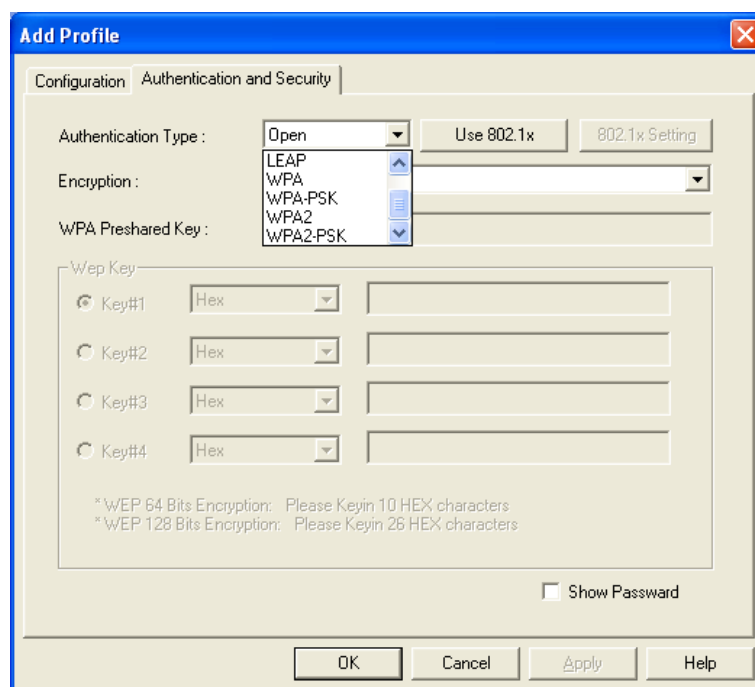 Add Profile
Configuration
Authentication and Security
Authentication Type :
Open
Use 802.1x
802.1x Setting
LEAP
WPA
WPA-PSK
WPA2
WPA2-PSK
Encryption :
WPA Preshared Key :
Wep Key
Key#1
Hex
Key#2
Hex
Key#3
Hex
Key#4
Hex
* WEP 64 Bits Encryption: Please Keyin 10 HEX characters
* WEP 128 Bits Encryption: Please Keyin 26 HEX characters
Show Passward
OK
Cancel
Apply
Help